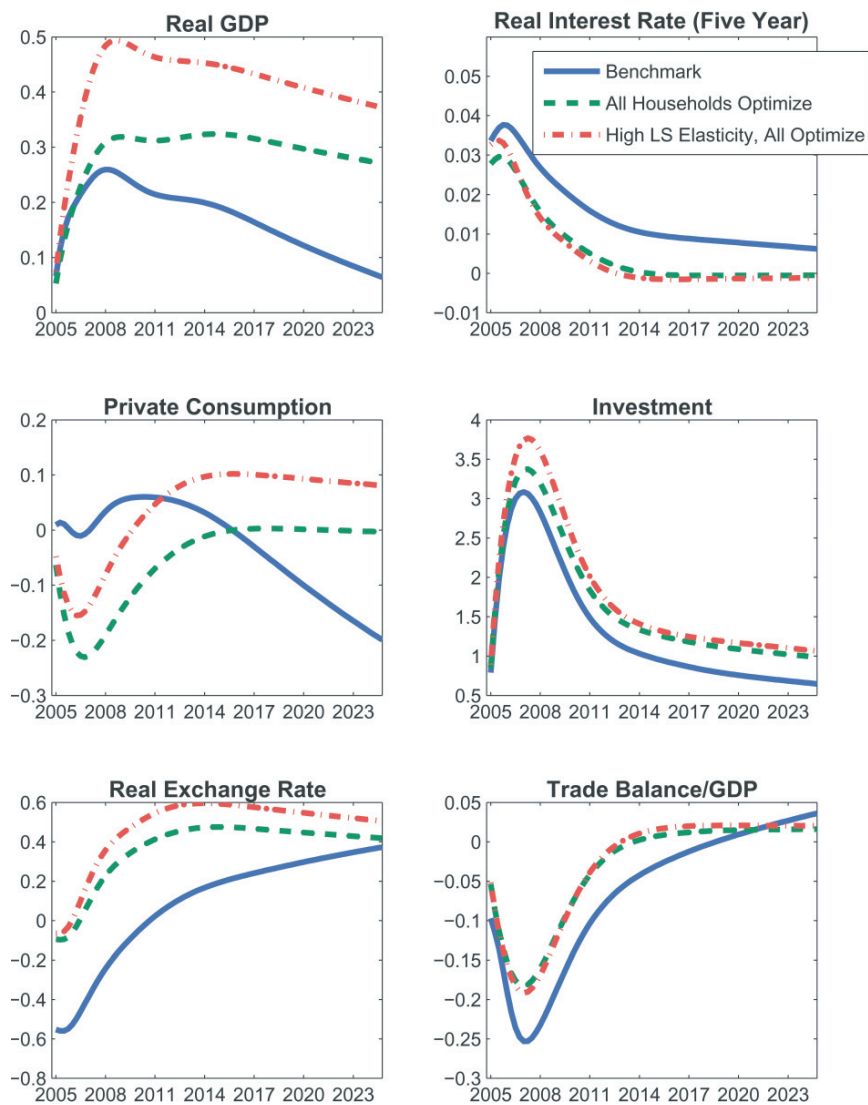 Real GDP
0.5
0.4
0.3
0.2
0.1
0
2005 2008 2011 2014 2017 2020 2023
Real Interest Rate (Five Year)
0.06
0.05
0.04
0.03
0.02
0.01
0
−0.01
2005 2008 2011 2014 2017 2020 2023
Benchmark
All Households Optimize
High LS Elasticity, All Optimize
Private Consumption
0.2
0.1
0
−0.1
−0.2
−0.3
2005 2008 2011 2014 2017 2020 2023
Investment
4
3.5
3
2.5
2
1.5
1
0.5
2005 2008 2011 2014 2017 2020 2023
Real Exchange Rate
0.6
0.4
0.2
0
−0.2
−0.4
−0.6
−0.8
2005 2008 2011 2014 2017 2020 2023
Trade Balance/GDP
0.05
0
−0.05
−0.1
−0.15
−0.2
−0.25
−0.3
2005 2008 2011 2014 2017 2020 2023